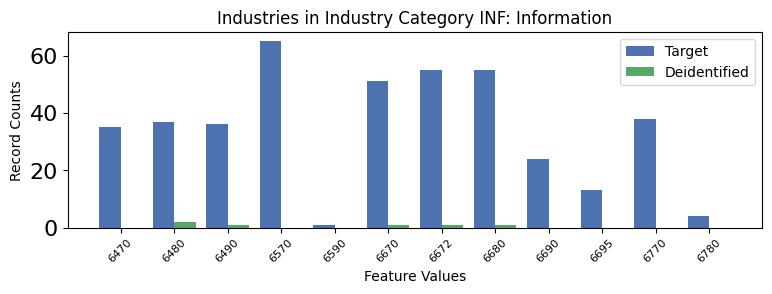 Industries in Industry Category INF: Information
Target
Deidentified
Record Counts
60
40
20
0
6470 6480 6490 6570 6590 6670 6672 6680 6690 6695 6770 6780
Feature Values